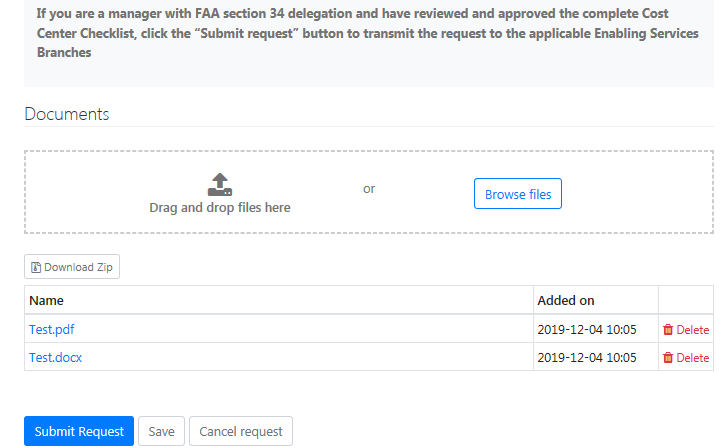 If you are a manager with FAA section 34 delegation and have reviewed and approved the complete Cost
Center Checklist, click the “Submit request” button to transmit the request to the applicable Enabling Services
Branches
Documents
Drag and drop files here
or
Browse files
Download Zip
Name Added on
Test.pdf 2019-12-04 10:05 Delete
Test.docx 2019-12-04 10:05 Delete
Submit Request Save Cancel request